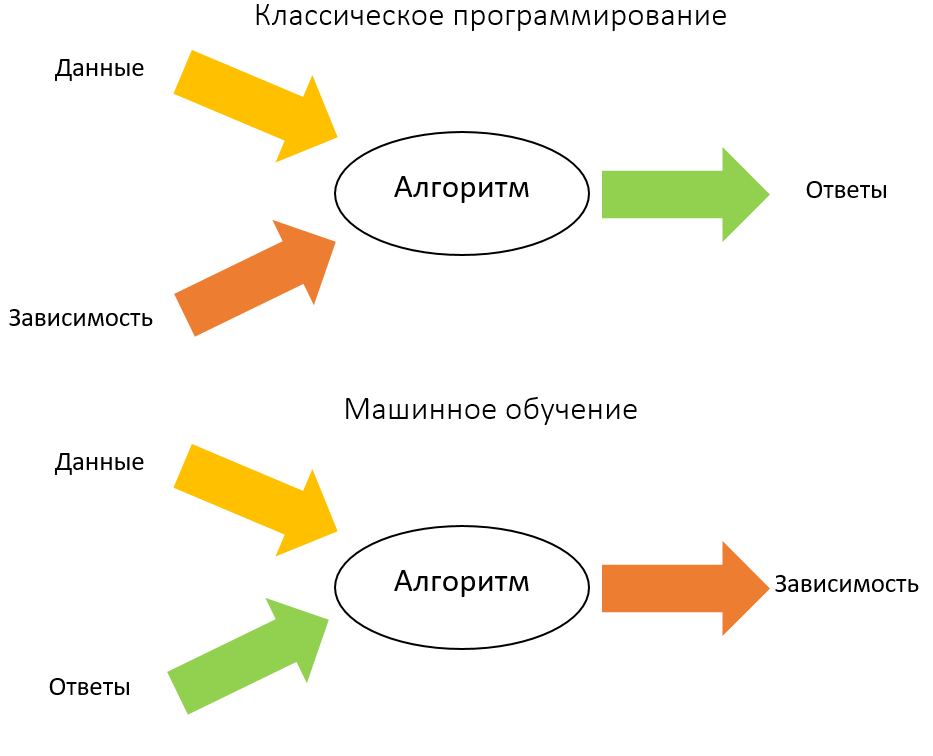 Классическое программирование
Данные
Алгоритм
Ответы
Зависимость
Машинное обучение
Данные
Алгоритм
Зависимость
Ответы